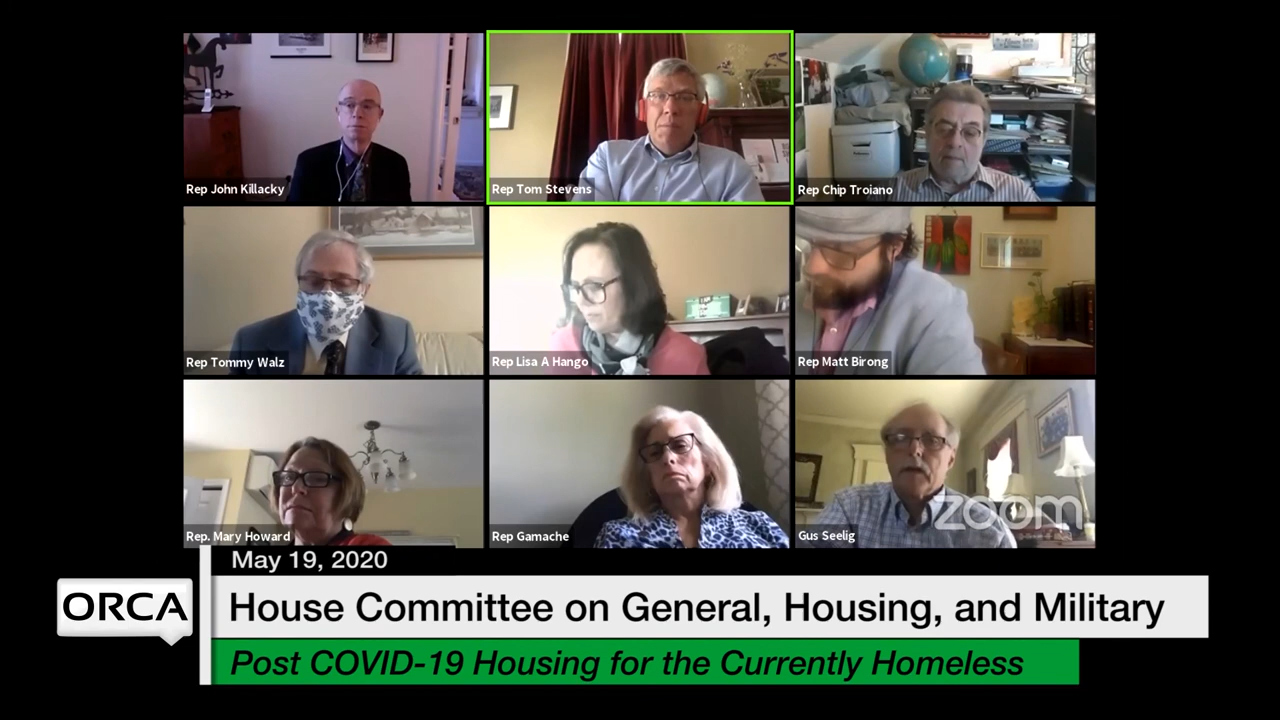 Rep John Killacky
Rep Tom Stevens
Rep Chip Troiano
Rep Tommy Walz
Rep Lisa A Hango
Rep Matt Birong
Rep. Mary Howard
Rep Gamache
Gus Seelig
zoom
May 19, 2020
ORCA
House Committee on General, Housing, and Military
Post COVID-19 Housing for the Currently Homeless